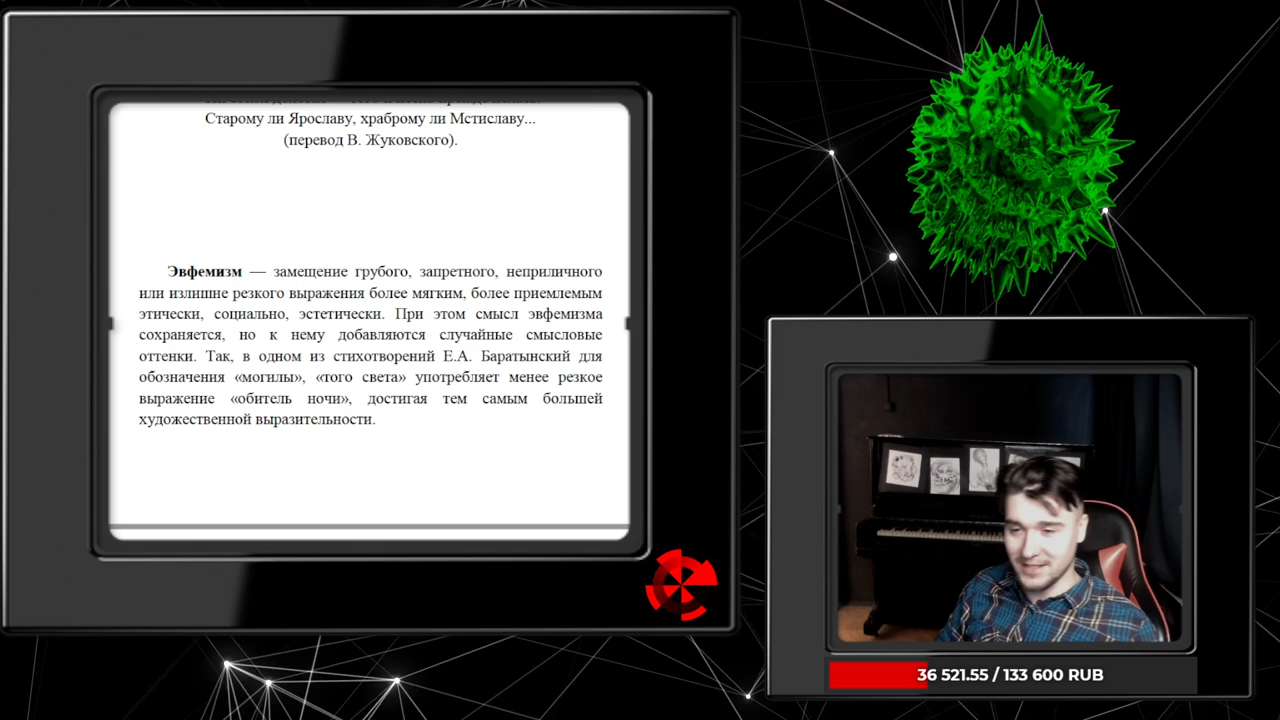 Старому ли Ярославу, храброму ли Мстиславу...
(перевод В. Жуковского).
Эвфемизм — замещение грубого, запретного, неприличного
или излишне резкого выражения более мягким, более приемлемым
этически, социально, эстетически. При этом смысл эвфемизма
сохраняется, но к нему добавляются случайные смысловые
оттенки. Так, в одном из стихотворений Е.А. Баратынский для
обозначения «могилы», «того света» употребляет менее резкое
выражение «обитель ночи», достигая тем самым большей
художественной выразительности.
36 521.55 / 133 600 RUB